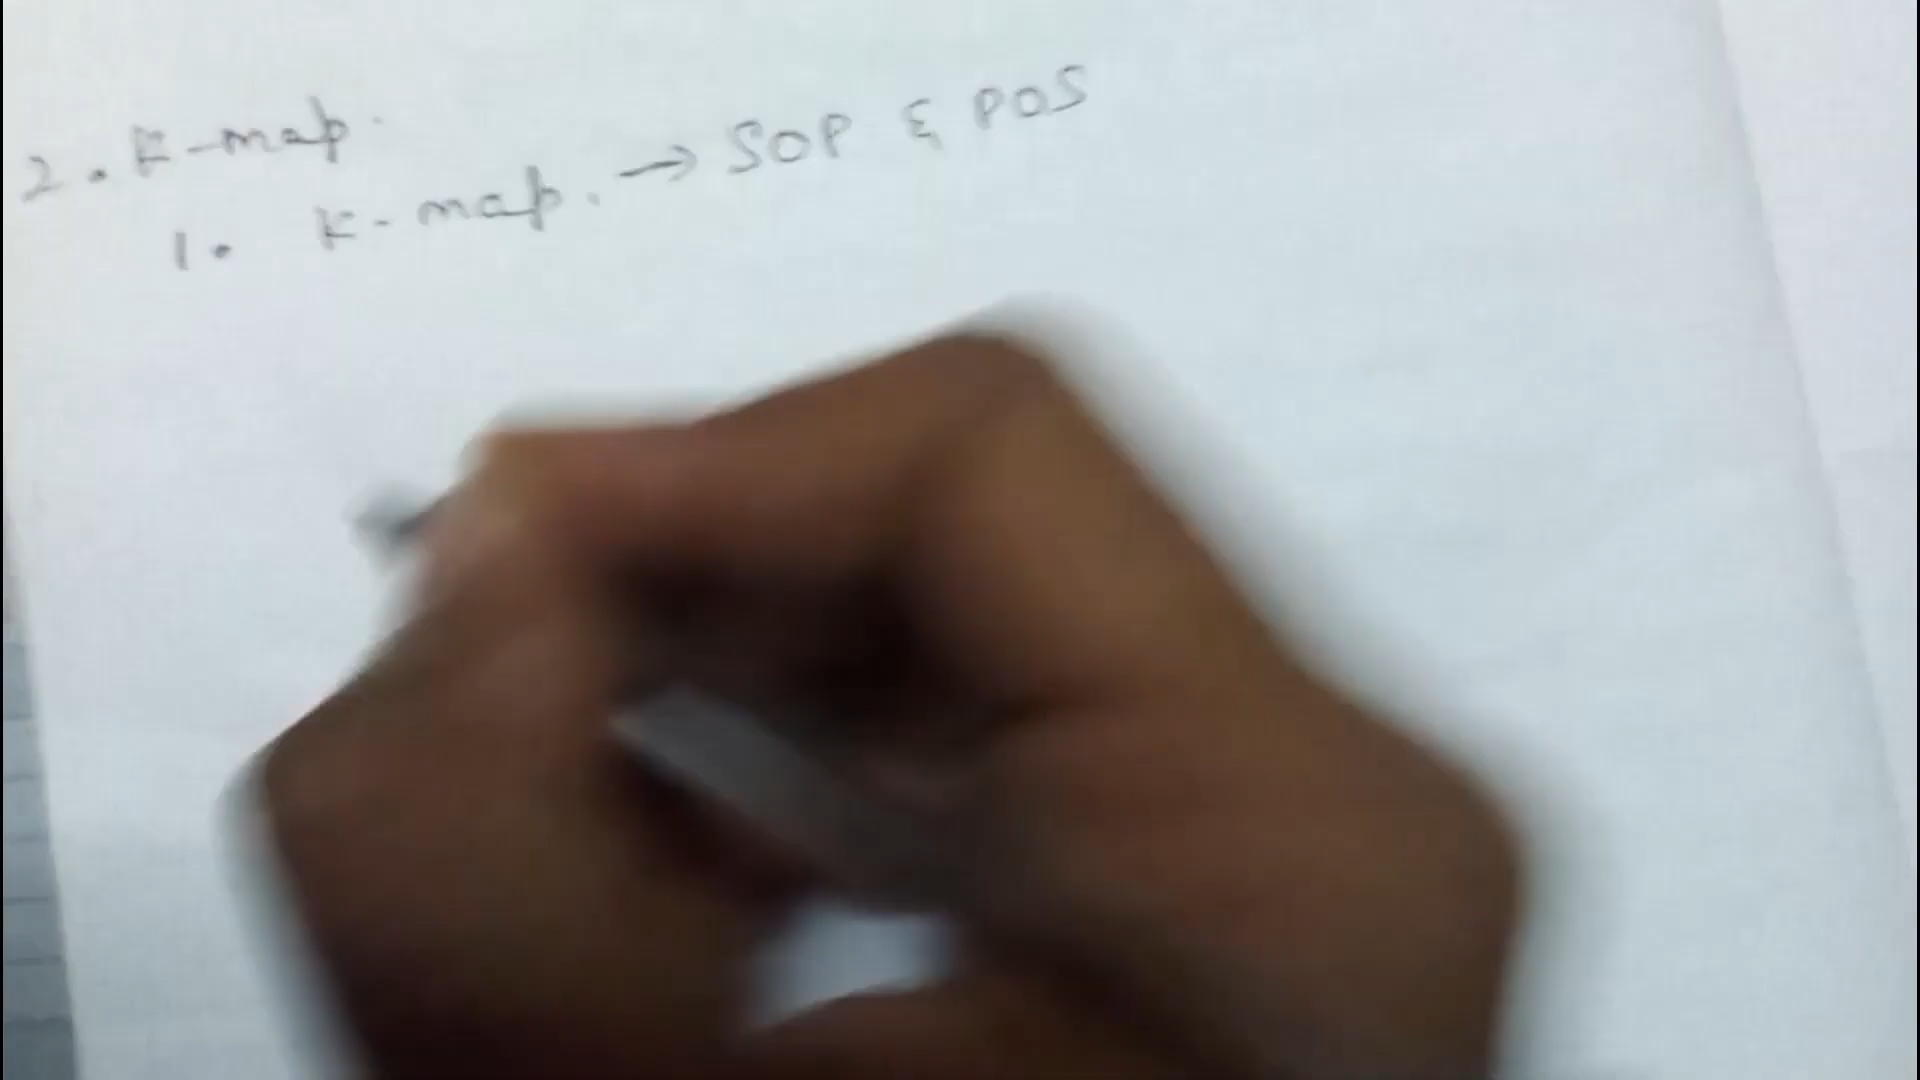 2. K-map.
1. K-map. → SOP & POS